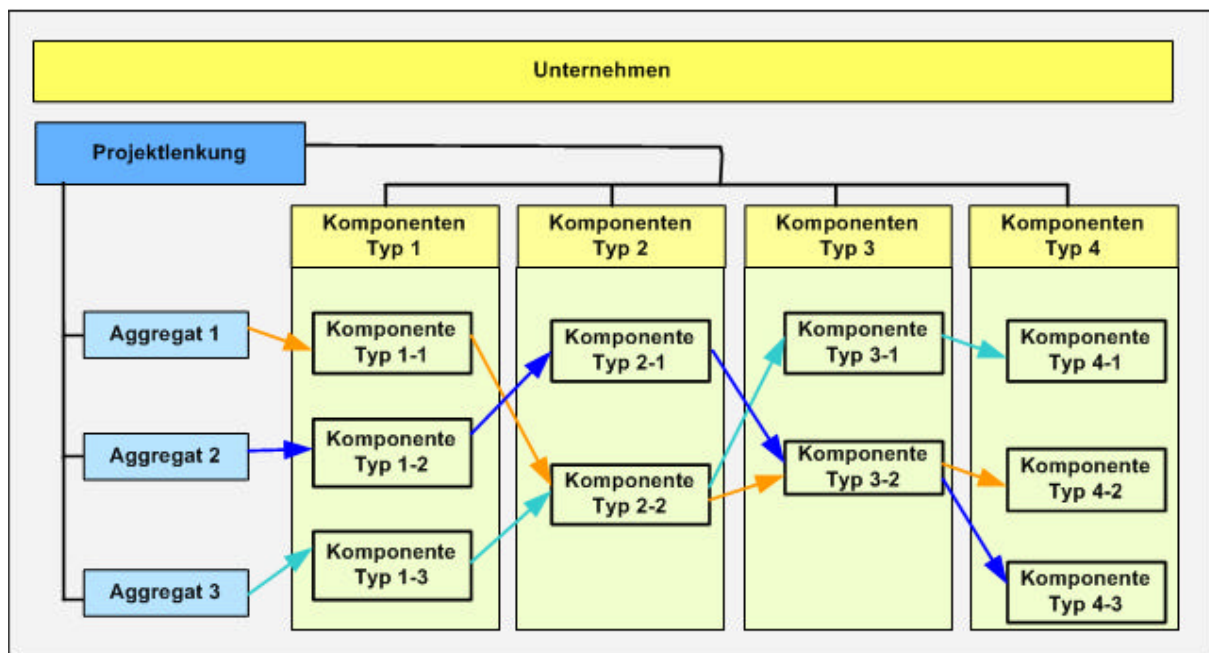 Unternehmen
Projektlenkung
Komponenten
Typ 1
Komponenten
Typ 2
Komponenten
Typ 3
Komponenten
Typ 4
Aggregat 1
Komponente
Typ 1-1
Komponente
Typ 2-1
Komponente
Typ 3-1
Komponente
Typ 4-1
Aggregat 2
Komponente
Typ 1-2
Komponente
Typ 2-2
Komponente
Typ 3-2
Komponente
Typ 4-2
Aggregat 3
Komponente
Typ 1-3
Komponente
Typ 4-3